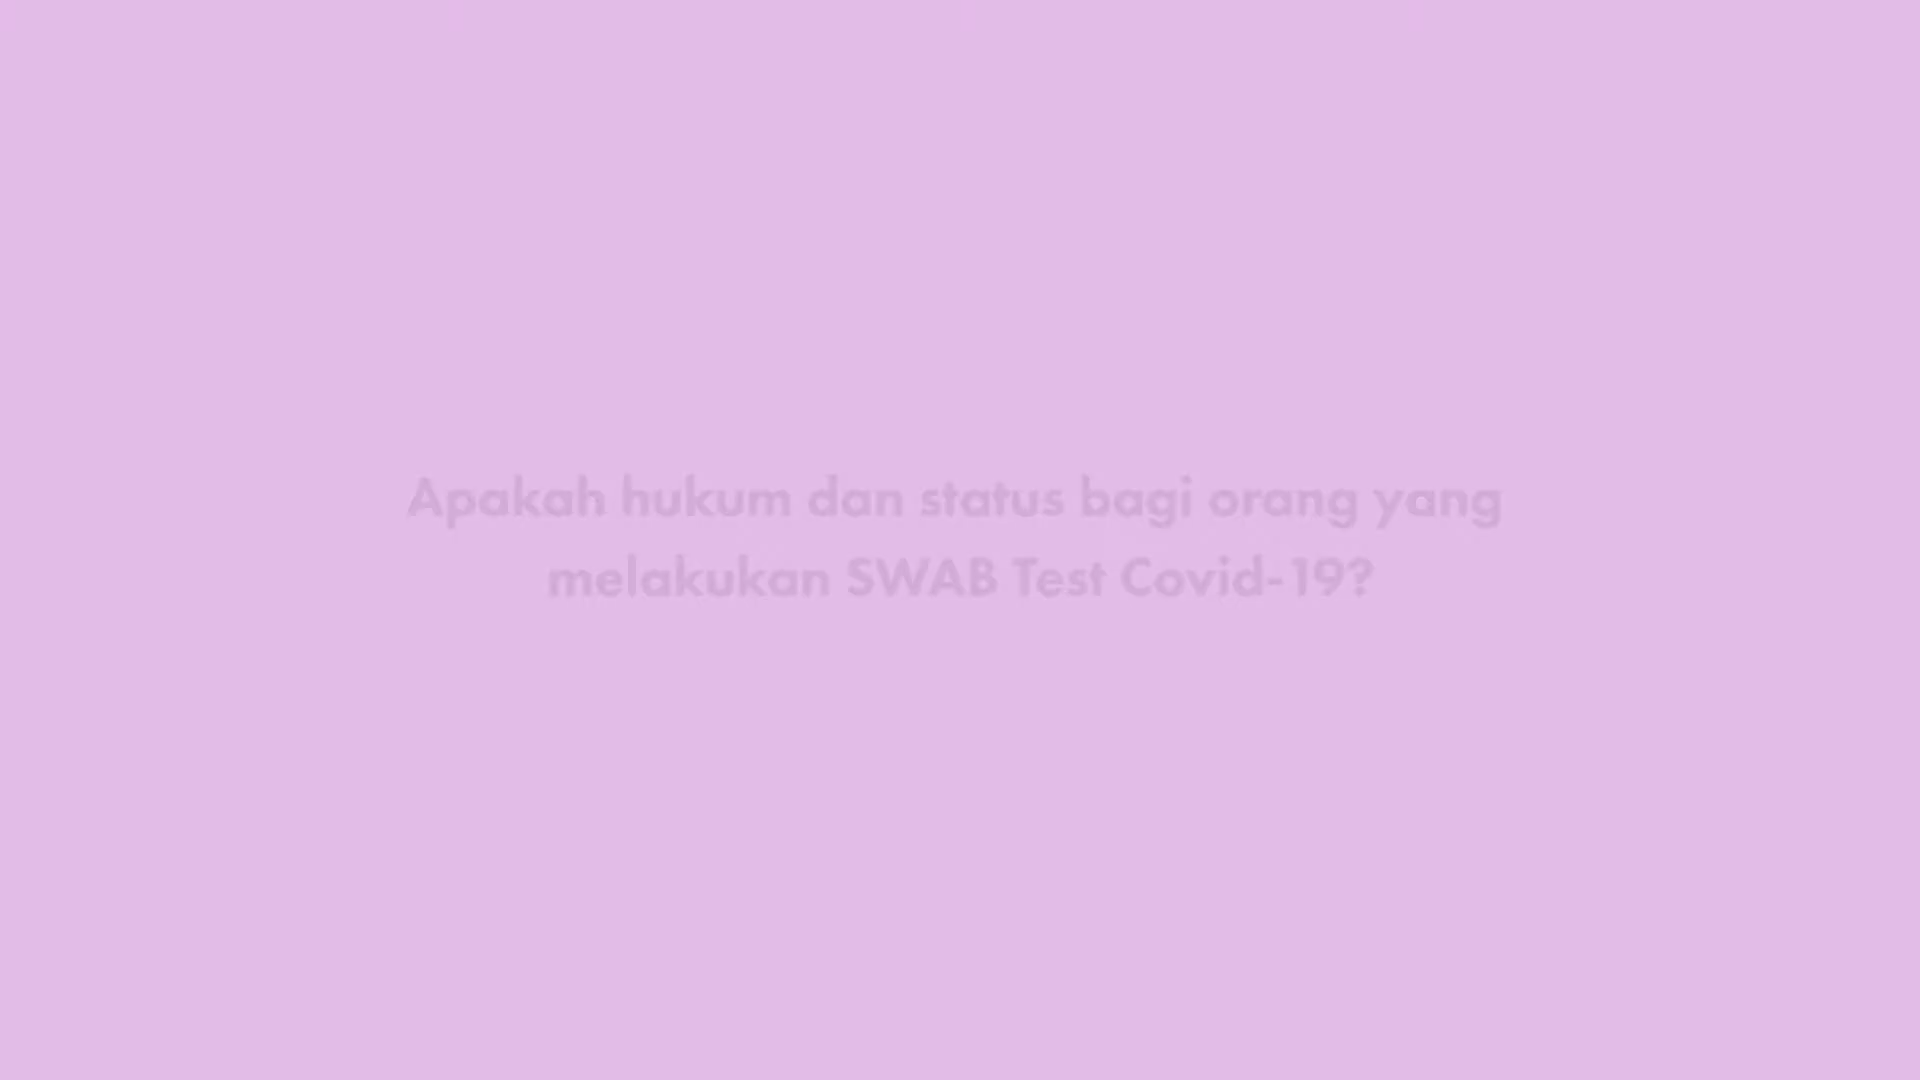 Apakah hukum dan status bagi orang yang
melakukan SWAB Test Covid-19?